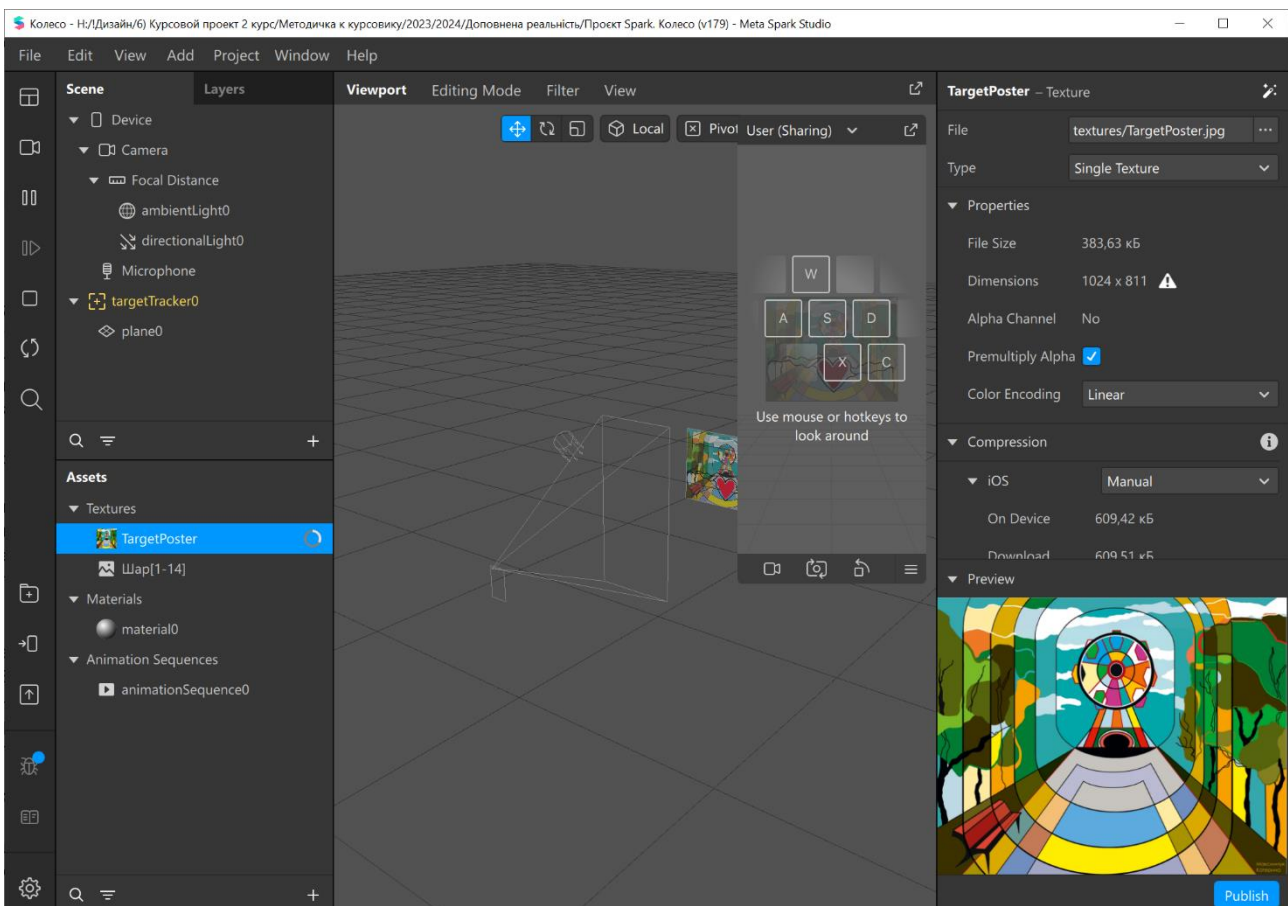 Колесо - H:/!Дизайн/6) Курсовой проект 2 курс/Методичка к курсовику/2023/2024/Доповнена реальність/Проєкт Spark. Колесо (v179) - Meta Spark Studio
File Edit View Add Project Window Help
Scene Layers
Device
Camera
Focal Distance
ambientLight0
directionalLight0
Microphone
targetTracker0
plane0
Assets
Textures
TargetPoster
Шар[1-14]
Materials
material0
Animation Sequences
animationSequence0
Viewport Editing Mode Filter View
Local Pivot
User (Sharing)
W
A S D
X C
Use mouse or hotkeys to
look around
TargetPoster – Texture
File textures/TargetPoster.jpg
Type Single Texture
Properties
File Size 383,63 кБ
Dimensions 1024 x 811
Alpha Channel No
Premultiply Alpha
Color Encoding Linear
Compression
iOS Manual
On Device 609,42 кБ
Download 609,51 кБ
Preview
Publish